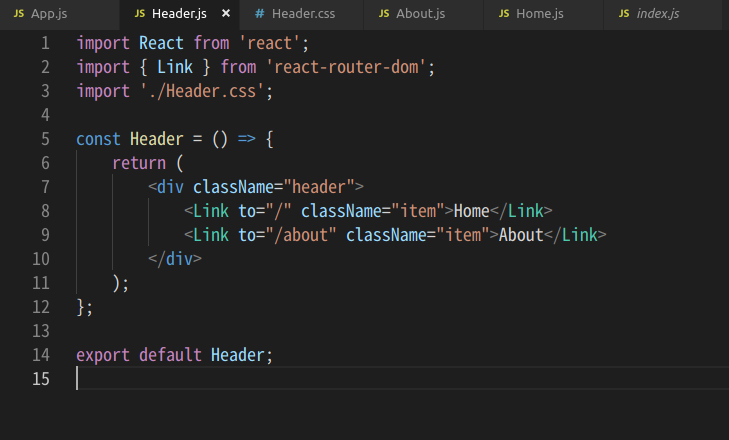 JS App.js JS Header.js × # Header.css JS About.js JS Home.js JS index.js
1 import React from 'react';
2 import { Link } from 'react-router-dom';
3 import './Header.css';
4
5 const Header = () => {
6 return (
7 <div className="header">
8 <Link to="/" className="item">Home</Link>
9 <Link to="/about" className="item">About</Link>
10 </div>
11 );
12 };
13
14 export default Header;
15